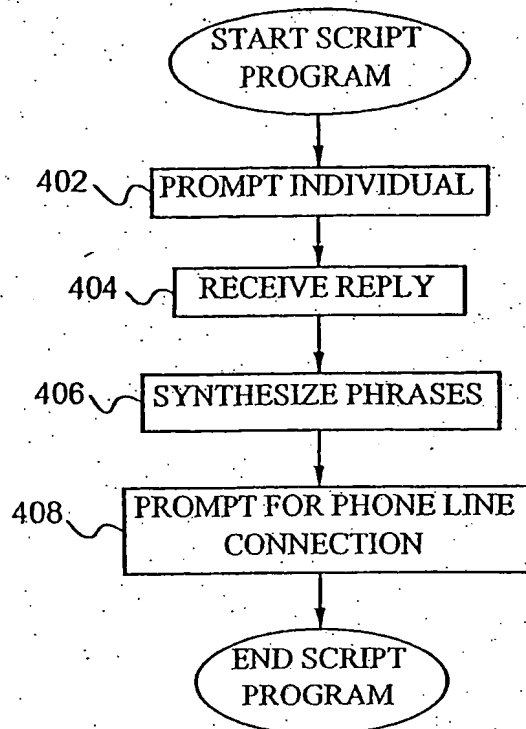 START SCRIPT
PROGRAM
402
PROMPT INDIVIDUAL
404
RECEIVE REPLY
406
SYNTHESIZE PHRASES
408
PROMPT FOR PHONE LINE
CONNECTION
END SCRIPT
PROGRAM